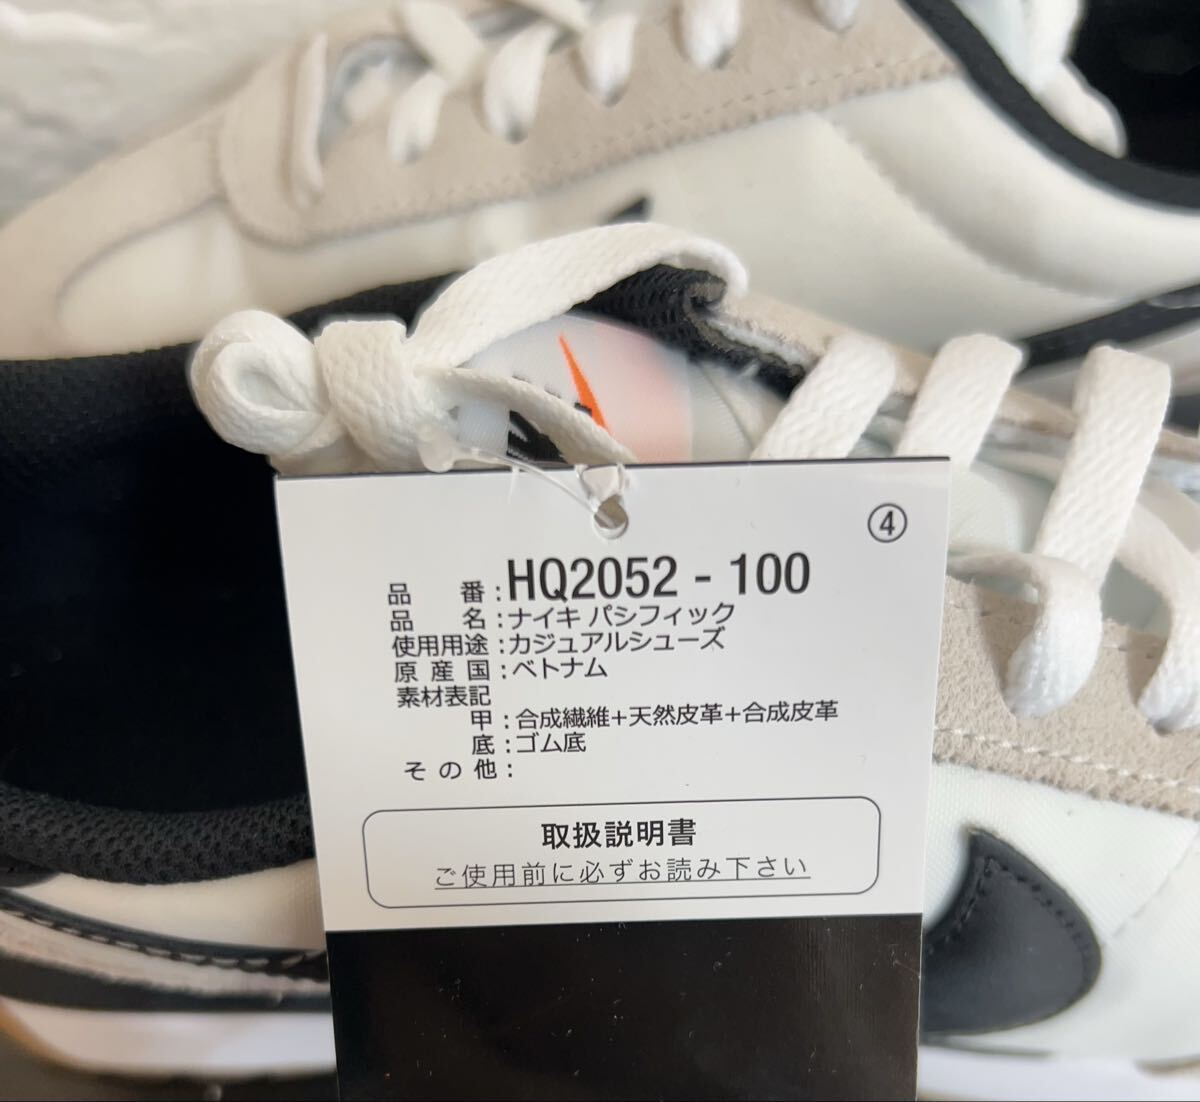 ④
品番:HQ2052 - 100
品名:ナイキ パシフィック
使用用途:カジュアルシューズ
原産国:ベトナム
素材表記
甲:合成繊維+天然皮革+合成皮革
底:ゴム底
その他:
取扱説明書
ご使用前に必ずお読み下さい